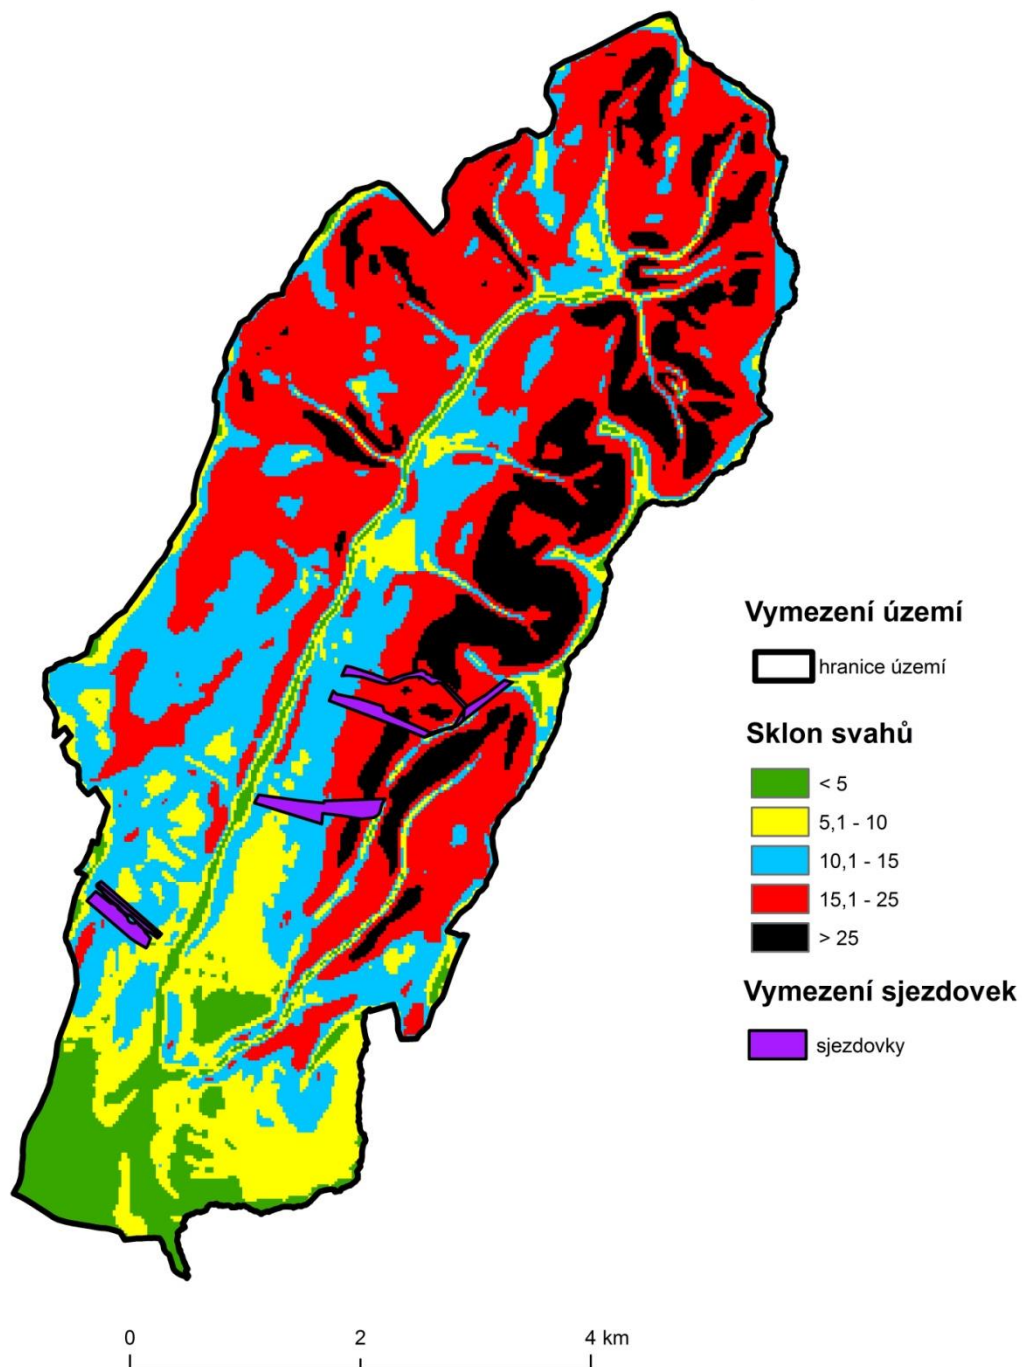 Vymezení území
hranice území
Sklon svahů
< 5
5,1 - 10
10,1 - 15
15,1 - 25
> 25
Vymezení sjezdovek
sjezdovky
0 2 4 km